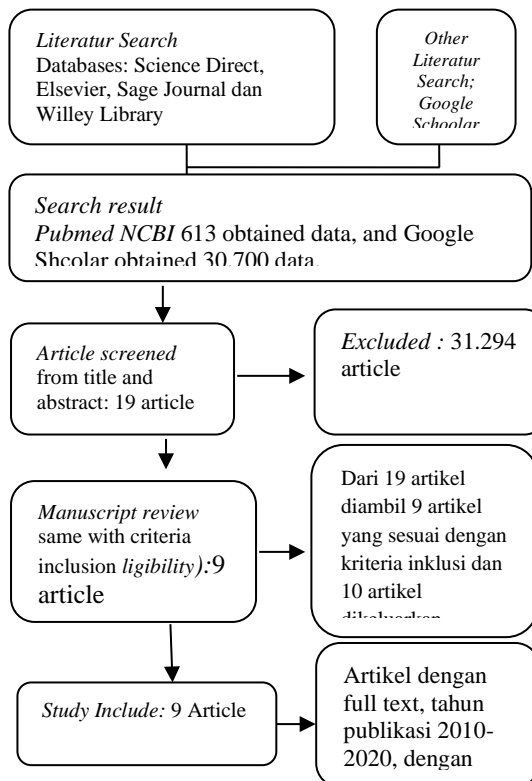 Literatur Search
Databases: Science Direct,
Elsevier, Sage Journal dan
Willey Library
Other
Literatur
Search;
Google
Schoolar
Search result
Pubmed NCBI 613 obtained data, and Google
Shcolar obtained 30.700 data.
Article screened
from title and
abstract: 19 article
Excluded : 31.294
article
Manuscript review
same with criteria
inclusion ligibility):9
article
Dari 19 artikel
diambil 9 artikel
yang sesuai dengan
kriteria inklusi dan
10 artikel
dikeluarkan
Study Include: 9 Article
Artikel dengan
full text, tahun
publikasi 2010-
2020, dengan